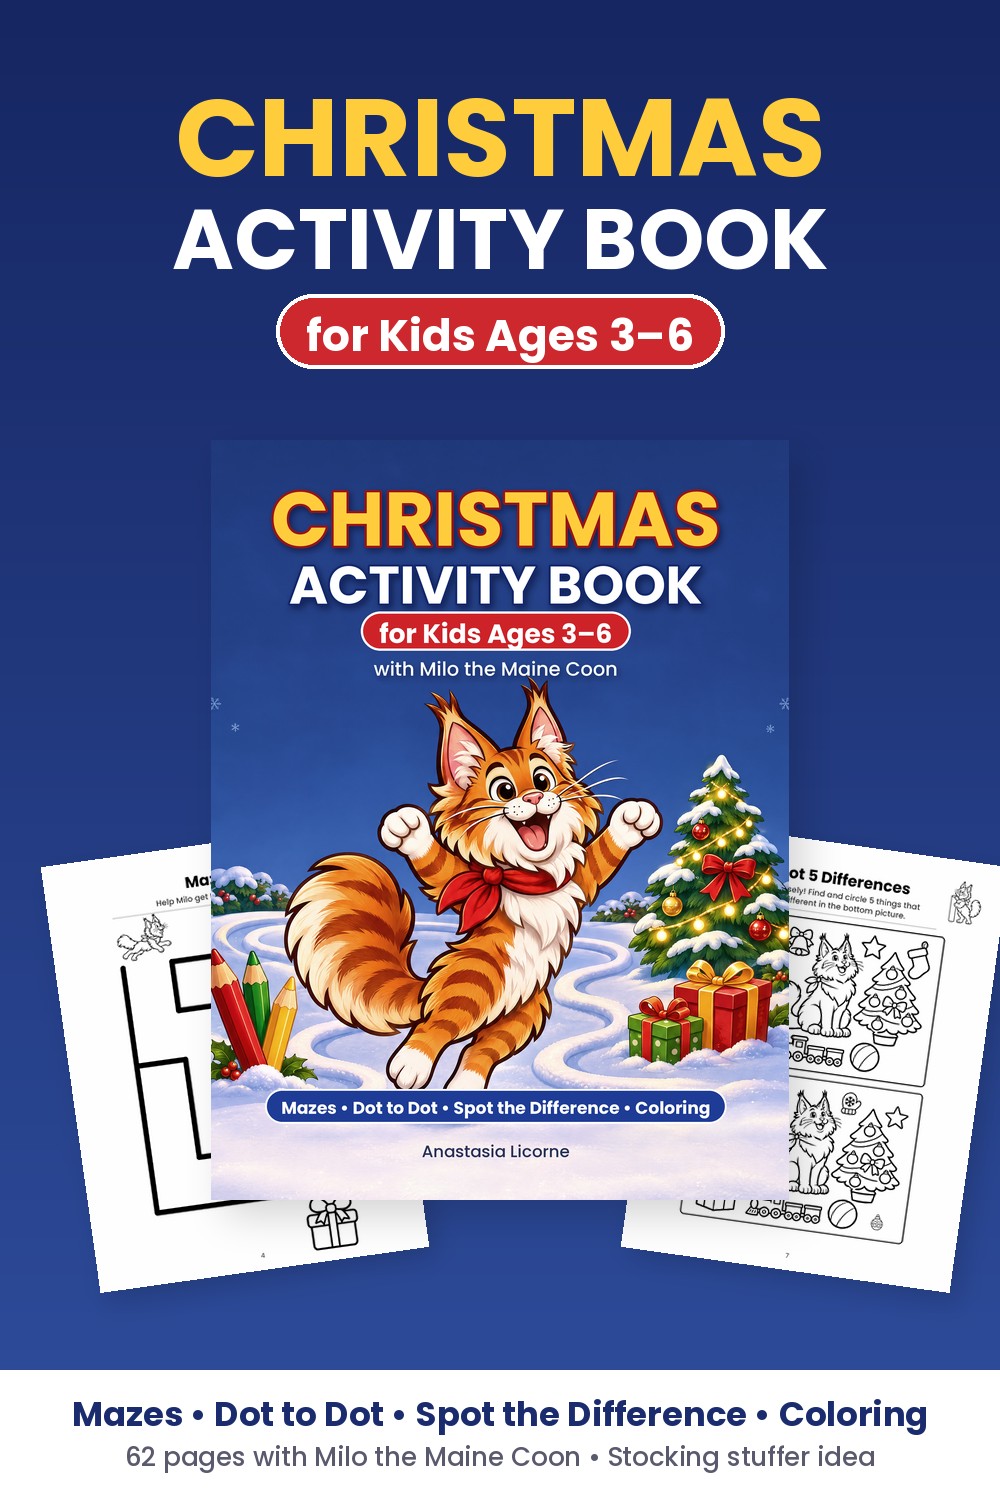 CHRISTMAS
ACTIVITY BOOK
for Kids Ages 3–6
CHRISTMAS
ACTIVITY BOOK
for Kids Ages 3–6
with Milo the Maine Coon
Help Milo get
5 Differences
Find and circle 5 things that
in the bottom picture.
Mazes • Dot to Dot • Spot the Difference • Coloring
Anastasia Licorne
4
7
Mazes • Dot to Dot • Spot the Difference • Coloring
62 pages with Milo the Maine Coon • Stocking stuffer idea